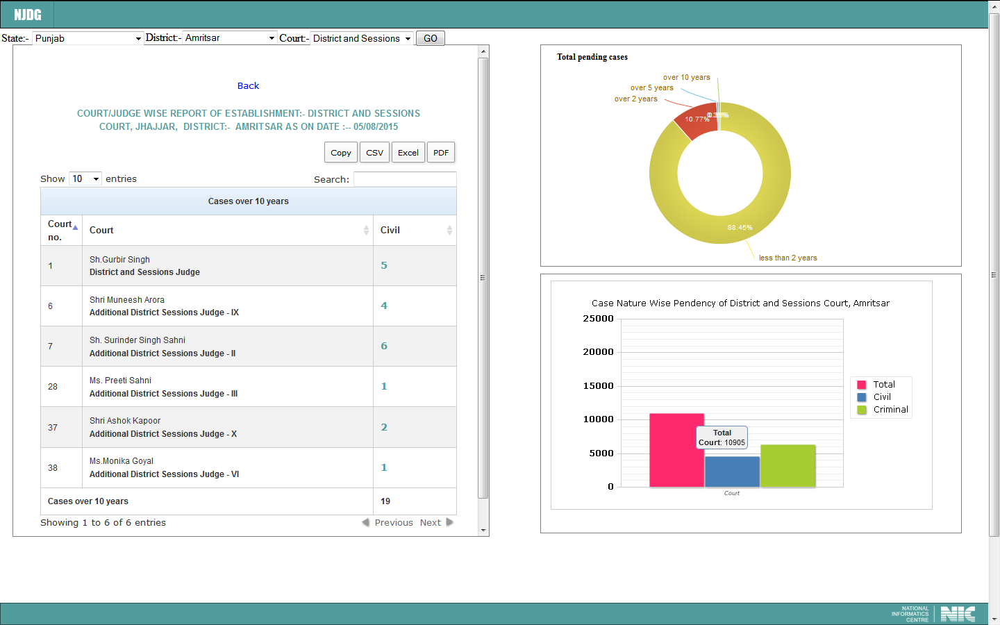 NJDG
State:- Punjab District:- Amritsar Court:- District and Sessions GO
Back
COURT/JUDGE WISE REPORT OF ESTABLISHMENT:- DISTRICT AND SESSIONS
COURT, JHAJJAR, DISTRICT:- AMRITSAR AS ON DATE :-- 05/08/2015
Copy CSV Excel PDF
Show 10 entries Search:
Cases over 10 years
Court no. Court Civil
1 Sh.Gurbir Singh
District and Sessions Judge 5
6 Shri Muneesh Arora
Additional District Sessions Judge - IX 4
7 Sh. Surinder Singh Sahni
Additional District Sessions Judge - II 6
28 Ms. Preeti Sahni
Additional District Sessions Judge - III 1
37 Shri Ashok Kapoor
Additional District Sessions Judge - X 2
38 Ms.Monika Goyal
Additional District Sessions Judge - VI 1
Cases over 10 years 19
Showing 1 to 6 of 6 entries Previous Next
Total pending cases
over 10 years
over 5 years
over 2 years
10.77%
88.45%
less than 2 years
Case Nature Wise Pendency of District and Sessions Court, Amritsar
25000
20000
15000
10000
5000
0
Total
Court: 10905
Court
Total
Civil
Criminal
NATIONAL
INFORMATICS
CENTRE
NIC